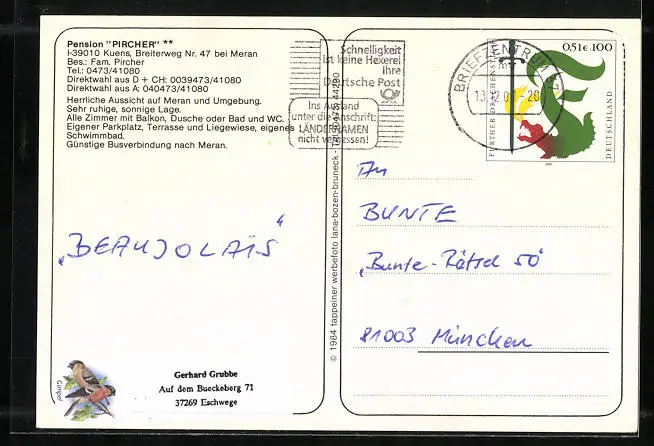 Pension "PIRCHER" **
I-39010 Kuens, Breiterweg Nr. 47 bei Meran
Bes.: Fam. Pircher
Tel.: 0473/41080
Direktwahl aus D + CH: 0039473/41080
Direktwahl aus A: 040473/41080
Herrliche Aussicht auf Meran und Umgebung.
Sehr ruhige, sonnige Lage.
Alle Zimmer mit Balkon, Dusche oder Bad und WC.
Eigener Parkplatz, Terrasse und Liegewiese, eigenes
Schwimmbad.
Günstige Busverbindung nach Meran.
„BEAUJOLAIS“
Gimpel
Gerhard Grubbe
Auf dem Bueckeberg 71
37269 Eschwege
© 1984 tappeiner werbefoto lana-bozen-bruneck
Schnelligkeit
ist keine Hexerei
Ihre
Deutsche Post
Ins Ausland
unter die Anschrift:
LÄNDERNAMEN
nicht vergessen!
BRIEFZENTRUM
0,51€ 100
FURTHER DRACHENSTICH
DEUTSCHLAND
An
BUNTE
„Bunte-Rätsel 50“
81003 München